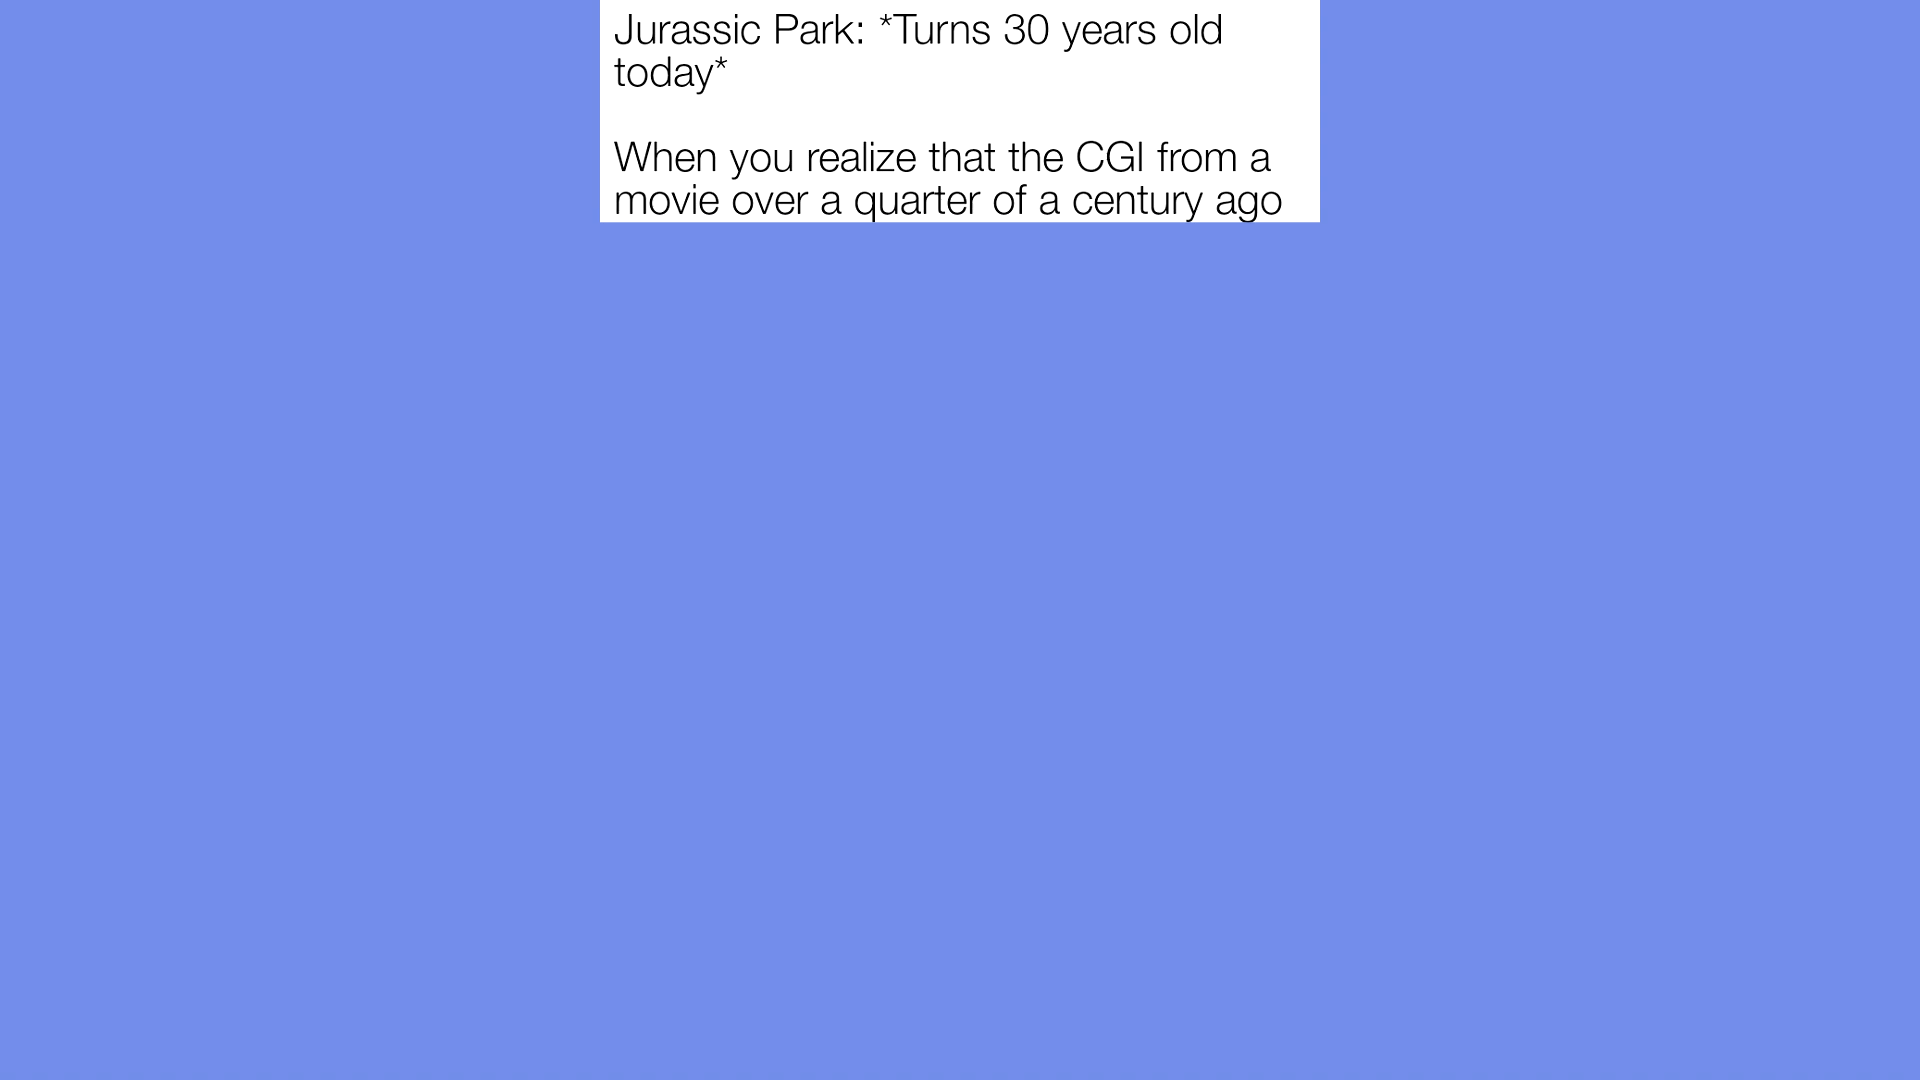 Jurassic Park: *Turns 30 years old
today*
When you realize that the CGI from a
movie over a quarter of a century ago